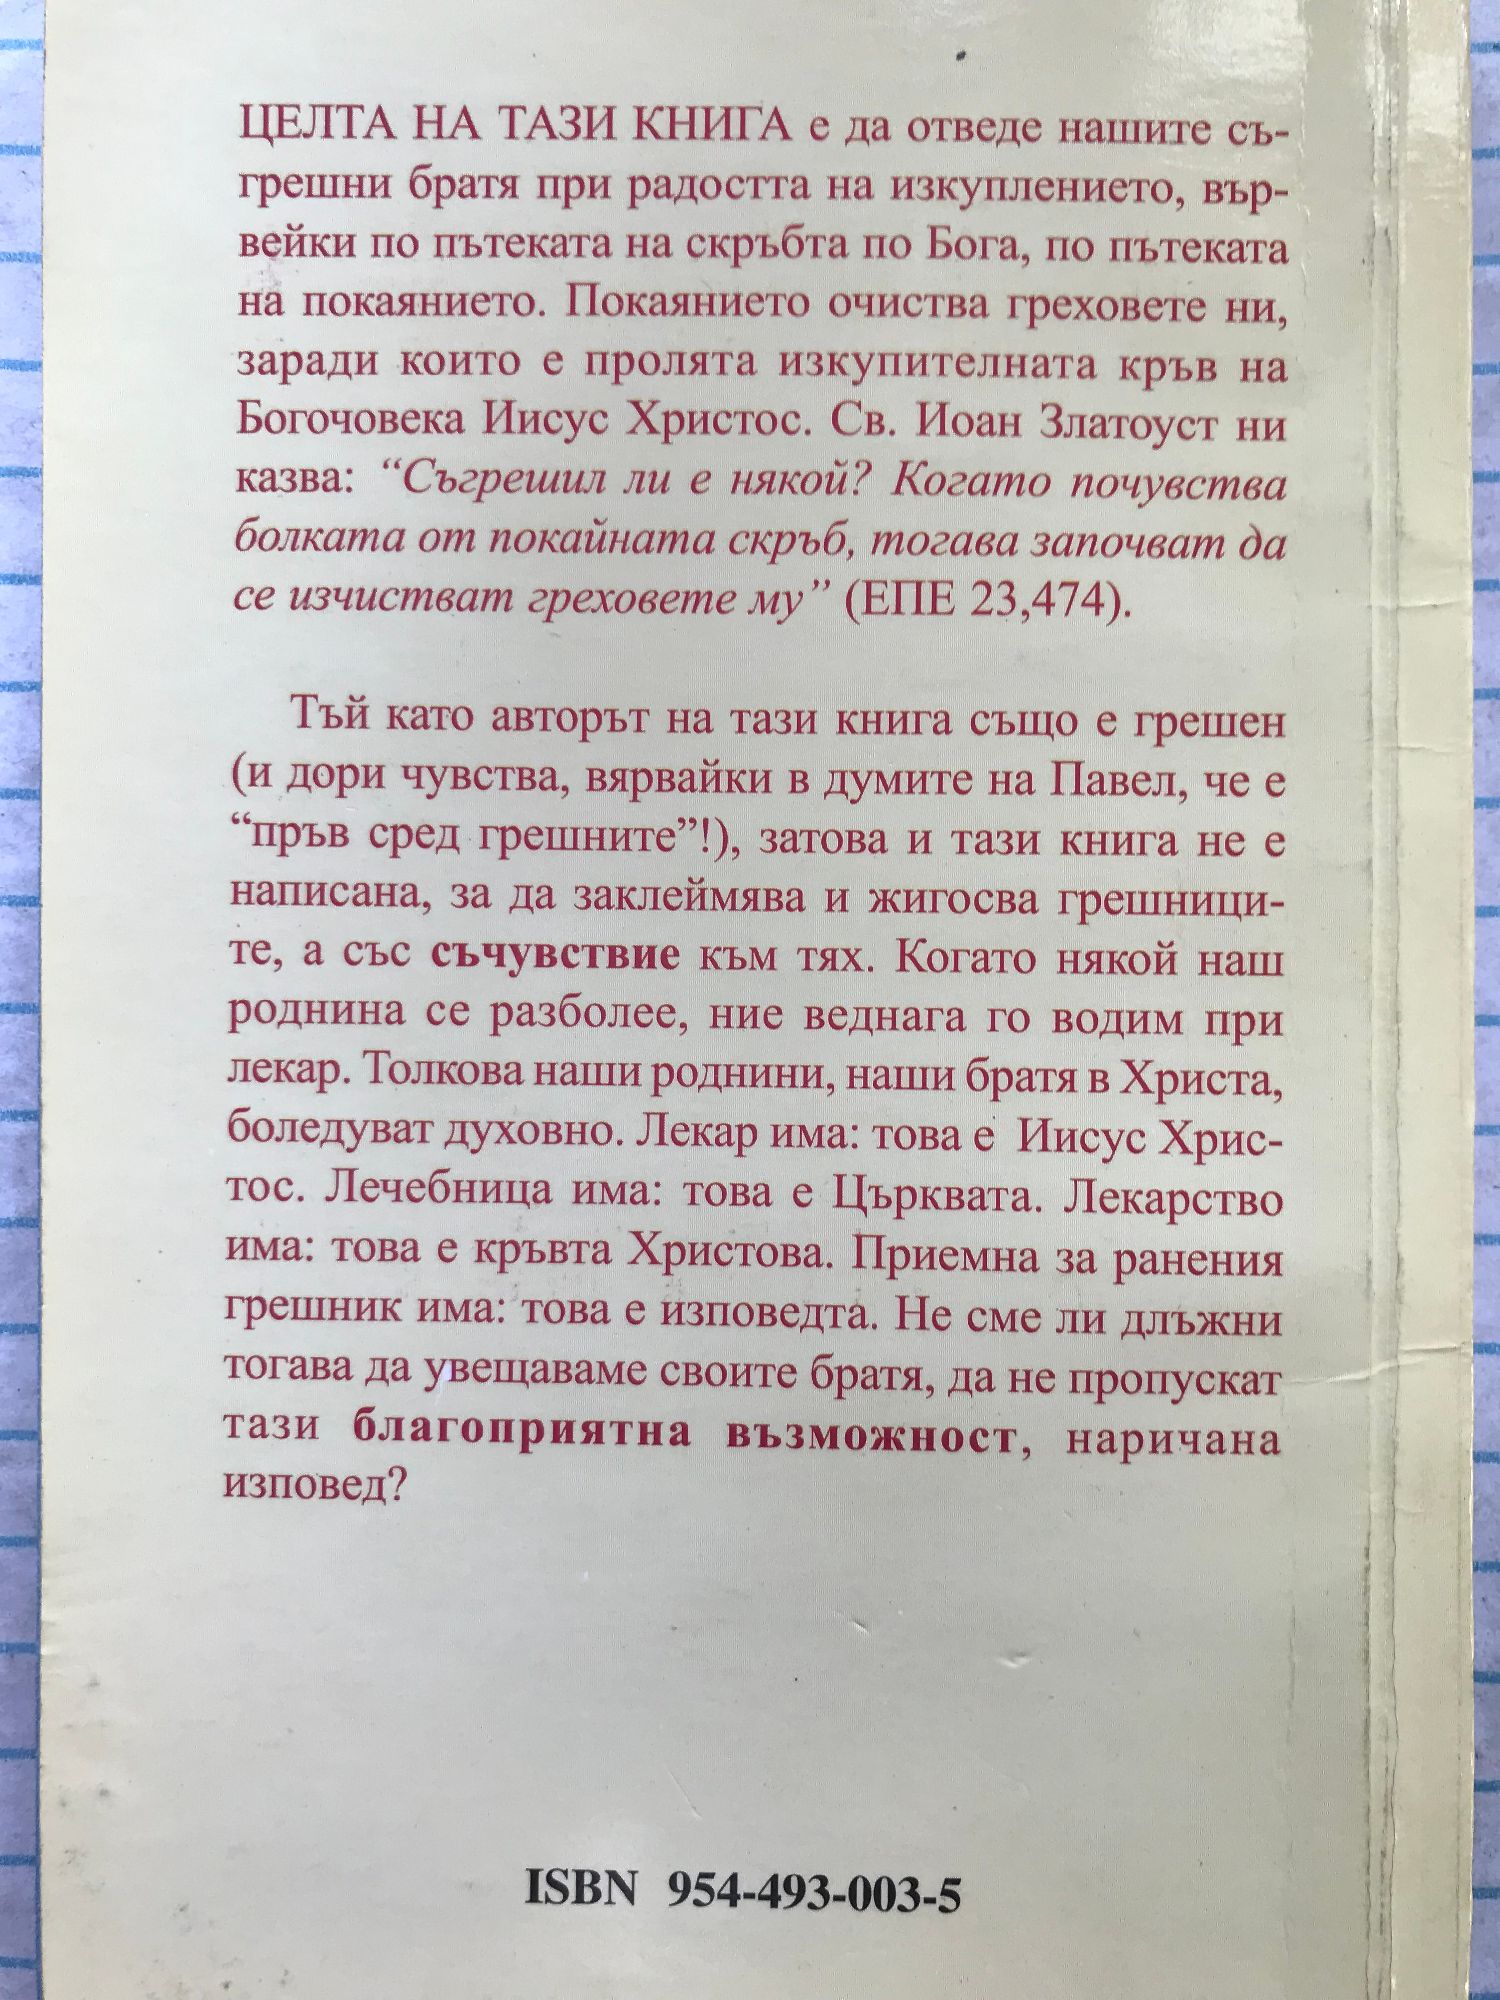 ЦЕЛТА НА ТАЗИ КНИГА е да отведе нашите съ-
грешни братя при радостта на изкуплението, вър-
вейки по пътеката на скръбта по Бога, по пътеката
на покаянието. Покаянието очиства греховете ни,
заради които е пролята изкупителната кръв на
Богочовека Иисус Христос. Св. Иоан Златоуст ни
казва: “Съгрешил ли е някой? Когато почувства
болката от покайната скръб, тогава започват да
се изчистват греховете му” (ЕПЕ 23,474).
Тъй като авторът на тази книга също е грешен
(и дори чувства, вярвайки в думите на Павел, че е
“пръв сред грешните”!), затова и тази книга не е
написана, за да заклеймява и жигосва грешници-
те, а със съчувствие към тях. Когато някой наш
роднина се разболее, ние веднага го водим при
лекар. Толкова наши роднини, наши братя в Христа,
боледуват духовно. Лекар има: това е Иисус Хрис-
тос. Лечебница има: това е Църквата. Лекарство
има: това е кръвта Христова. Приемна за ранения
грешник има: това е изповедта. Не сме ли длъжни
тогава да увещаваме своите братя, да не пропускат
тази благоприятна възможност, наричана
изповед?
ISBN 954-493-003-5